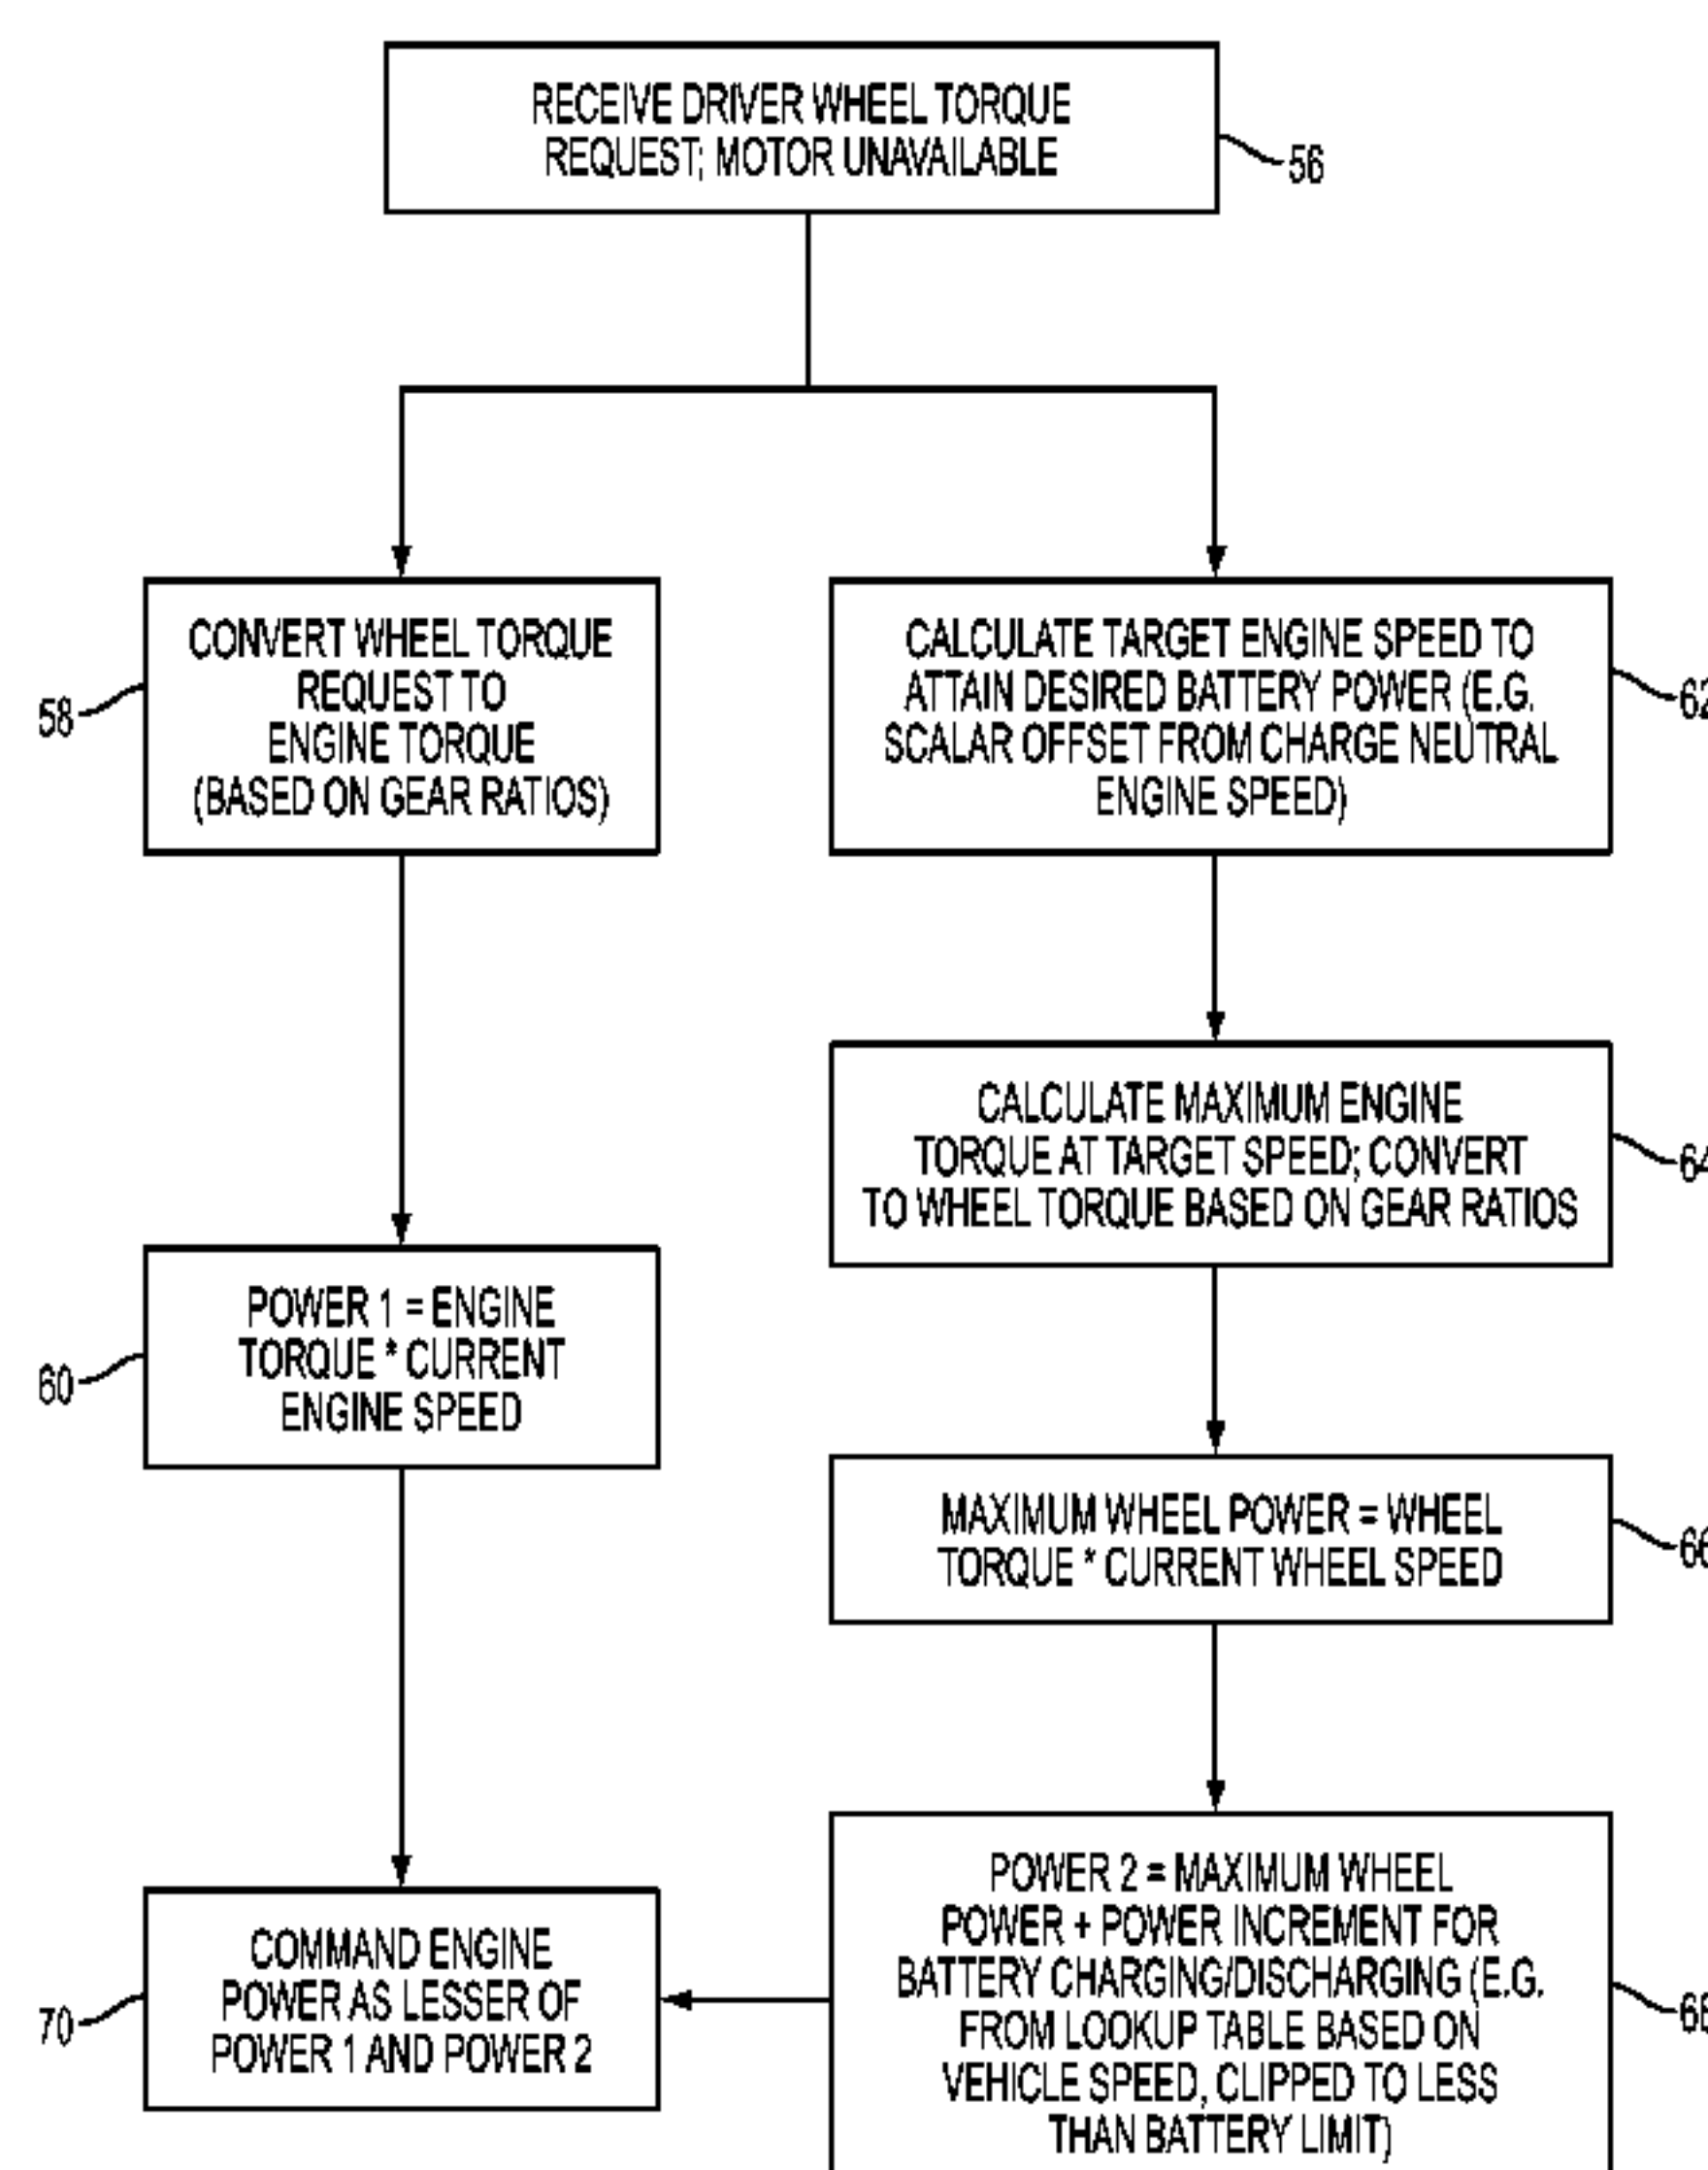 RECEIVE DRIVER WHEEL TORQUE
REQUEST; MOTOR UNAVAILABLE
56
CONVERT WHEEL TORQUE
REQUEST TO
ENGINE TORQUE
(BASED ON GEAR RATIOS)
58
CALCULATE TARGET ENGINE SPEED TO
ATTAIN DESIRED BATTERY POWER (E.G.
SCALAR OFFSET FROM CHARGE NEUTRAL
ENGINE SPEED)
62
CALCULATE MAXIMUM ENGINE
TORQUE AT TARGET SPEED; CONVERT
TO WHEEL TORQUE BASED ON GEAR RATIOS
64
POWER 1 = ENGINE
TORQUE * CURRENT
ENGINE SPEED
60
MAXIMUM WHEEL POWER = WHEEL
TORQUE * CURRENT WHEEL SPEED
66
POWER 2 = MAXIMUM WHEEL
POWER + POWER INCREMENT FOR
BATTERY CHARGING/DISCHARGING (E.G.
FROM LOOKUP TABLE BASED ON
VEHICLE SPEED, CLIPPED TO LESS
THAN BATTERY LIMIT)
68
COMMAND ENGINE
POWER AS LESSER OF
POWER 1 AND POWER 2
70